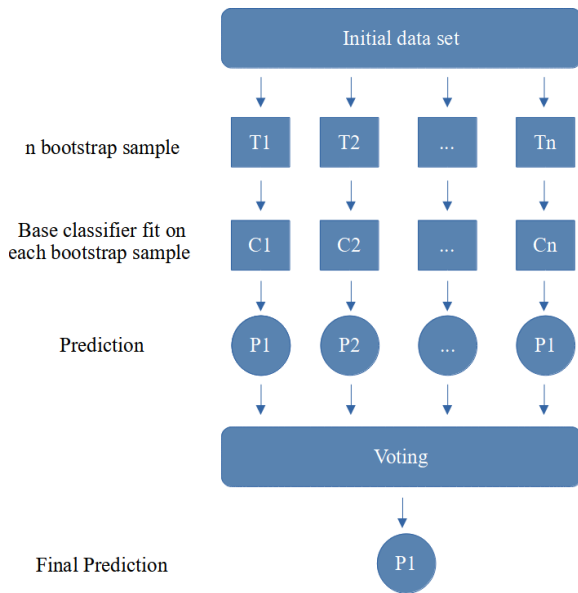 Initial data set
n bootstrap sample
T1 T2 ... Tn
Base classifier fit on
each bootstrap sample
C1 C2 ... Cn
Prediction
P1 P2 ... P1
Voting
Final Prediction
P1